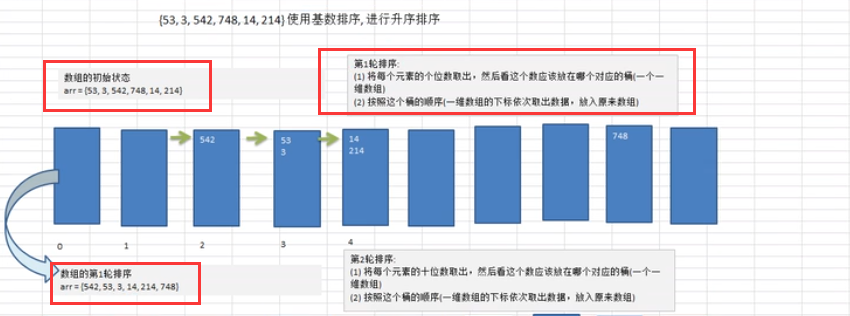 {53, 3, 542, 748, 14, 214} 使用基数排序, 进行升序排序
数组的初始状态
arr = {53, 3, 542, 748, 14, 214}
第1轮排序:
(1) 将每个元素的个位数取出，然后看这个数应该放在哪个对应的桶(一个一
维数组)
(2) 按照这个桶的顺序(一维数组的下标依次取出数据，放入原来数组)
542
53
3
14
214
748
0
1
2
3
4
数组的第1轮排序
arr = {542, 53, 3, 14, 214, 748}
第2轮排序:
(1) 将每个元素的十位数取出，然后看这个数应该放在哪个对应的桶(一个一
维数组)
(2) 按照这个桶的顺序(一维数组的下标依次取出数据，放入原来数组)